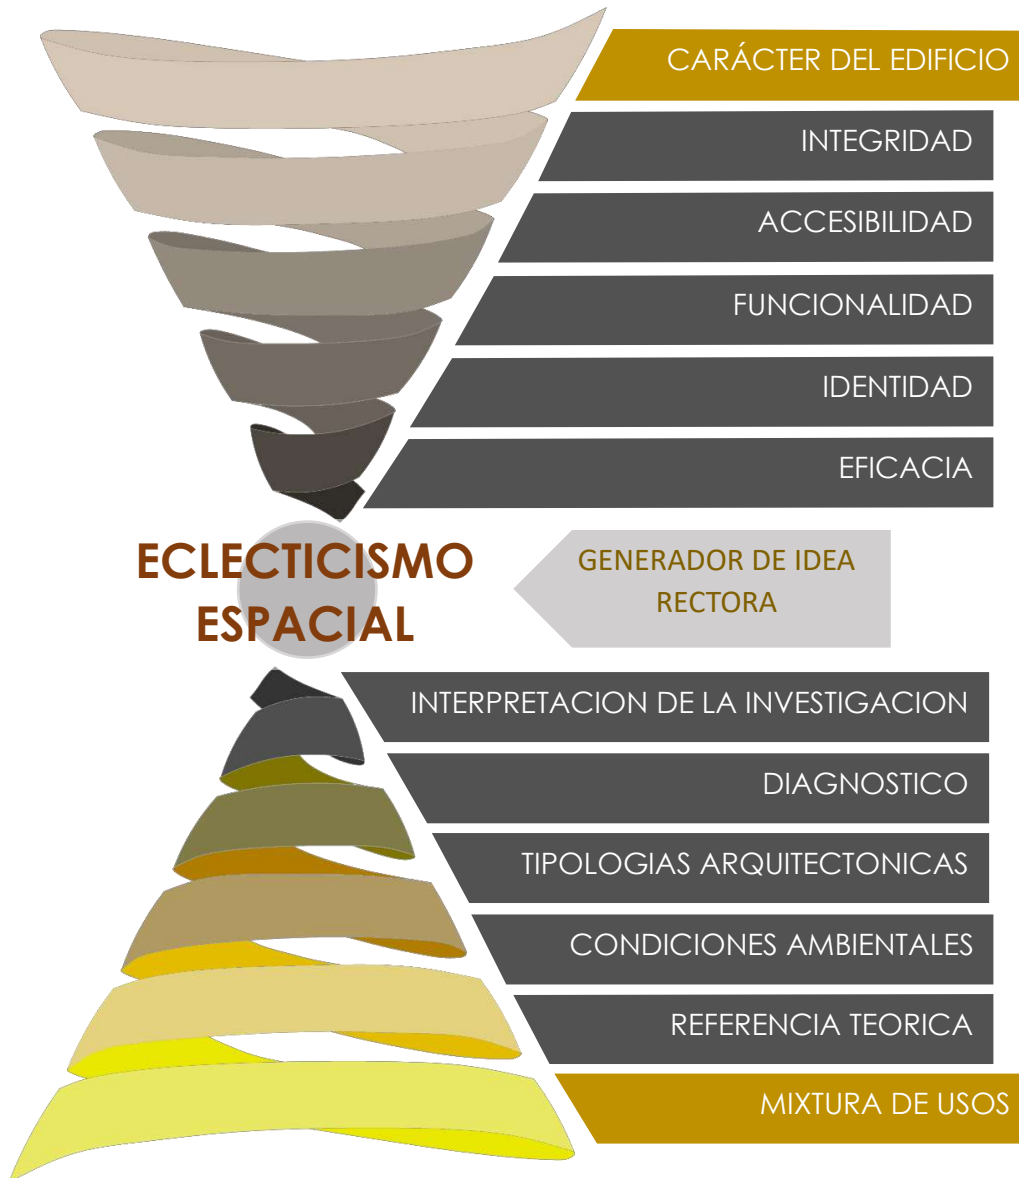 CARÁCTER DEL EDIFICIO
INTEGRIDAD
ACCESIBILIDAD
FUNCIONALIDAD
IDENTIDAD
EFICACIA
ECLECTICISMO
ESPACIAL
GENERADOR DE IDEA
RECTORA
INTERPRETACION DE LA INVESTIGACION
DIAGNOSTICO
TIPOLOGIAS ARQUITECTONICAS
CONDICIONES AMBIENTALES
REFERENCIA TEORICA
MIXTURA DE USOS